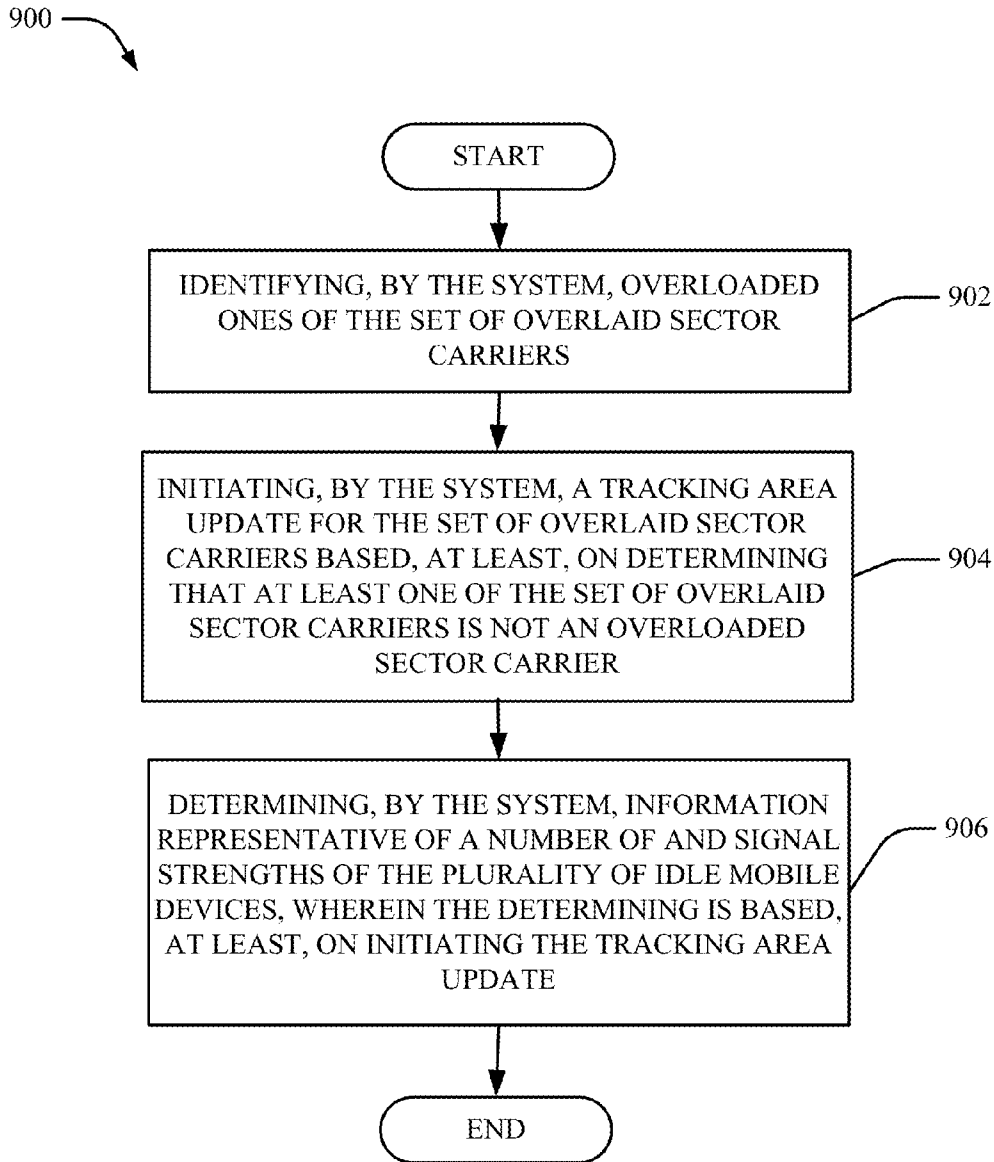 900
START
IDENTIFYING, BY THE SYSTEM, OVERLOADED
ONES OF THE SET OF OVERLAID SECTOR
CARRIERS
902
INITIATING, BY THE SYSTEM, A TRACKING AREA
UPDATE FOR THE SET OF OVERLAID SECTOR
CARRIERS BASED, AT LEAST, ON DETERMINING
THAT AT LEAST ONE OF THE SET OF OVERLAID
SECTOR CARRIERS IS NOT AN OVERLOADED
SECTOR CARRIER
904
DETERMINING, BY THE SYSTEM, INFORMATION
REPRESENTATIVE OF A NUMBER OF AND SIGNAL
STRENGTHS OF THE PLURALITY OF IDLE MOBILE
DEVICES, WHEREIN THE DETERMINING IS BASED,
AT LEAST, ON INITIATING THE TRACKING AREA
UPDATE
906
END